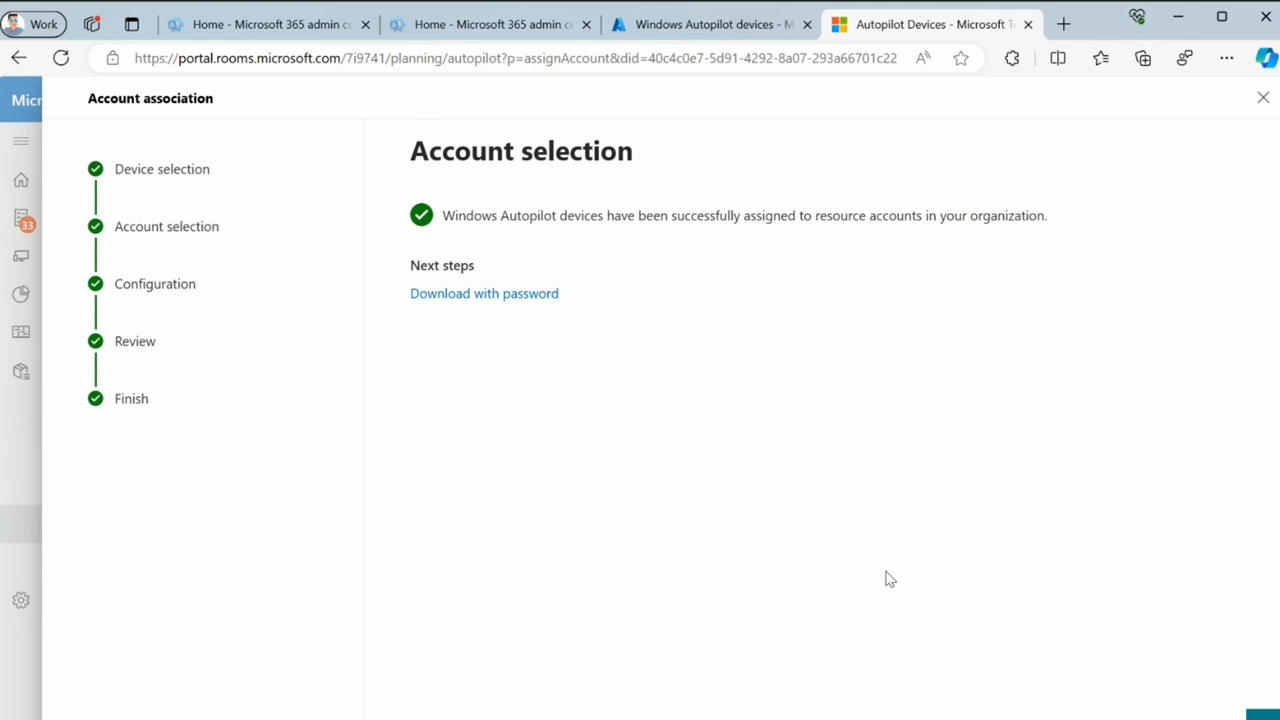 Work
Home - Microsoft 365 admin c
Home - Microsoft 365 admin c
Windows Autopilot devices - M
Autopilot Devices - Microsoft T
https://portal.rooms.microsoft.com/7i9741/planning/autopilot?p=assignAccount&did=40c4c0e7-5d91-4292-8a07-293a66701c22
Micr
Account association
33
Device selection
Account selection
Configuration
Review
Finish
Account selection
Windows Autopilot devices have been successfully assigned to resource accounts in your organization.
Next steps
Download with password